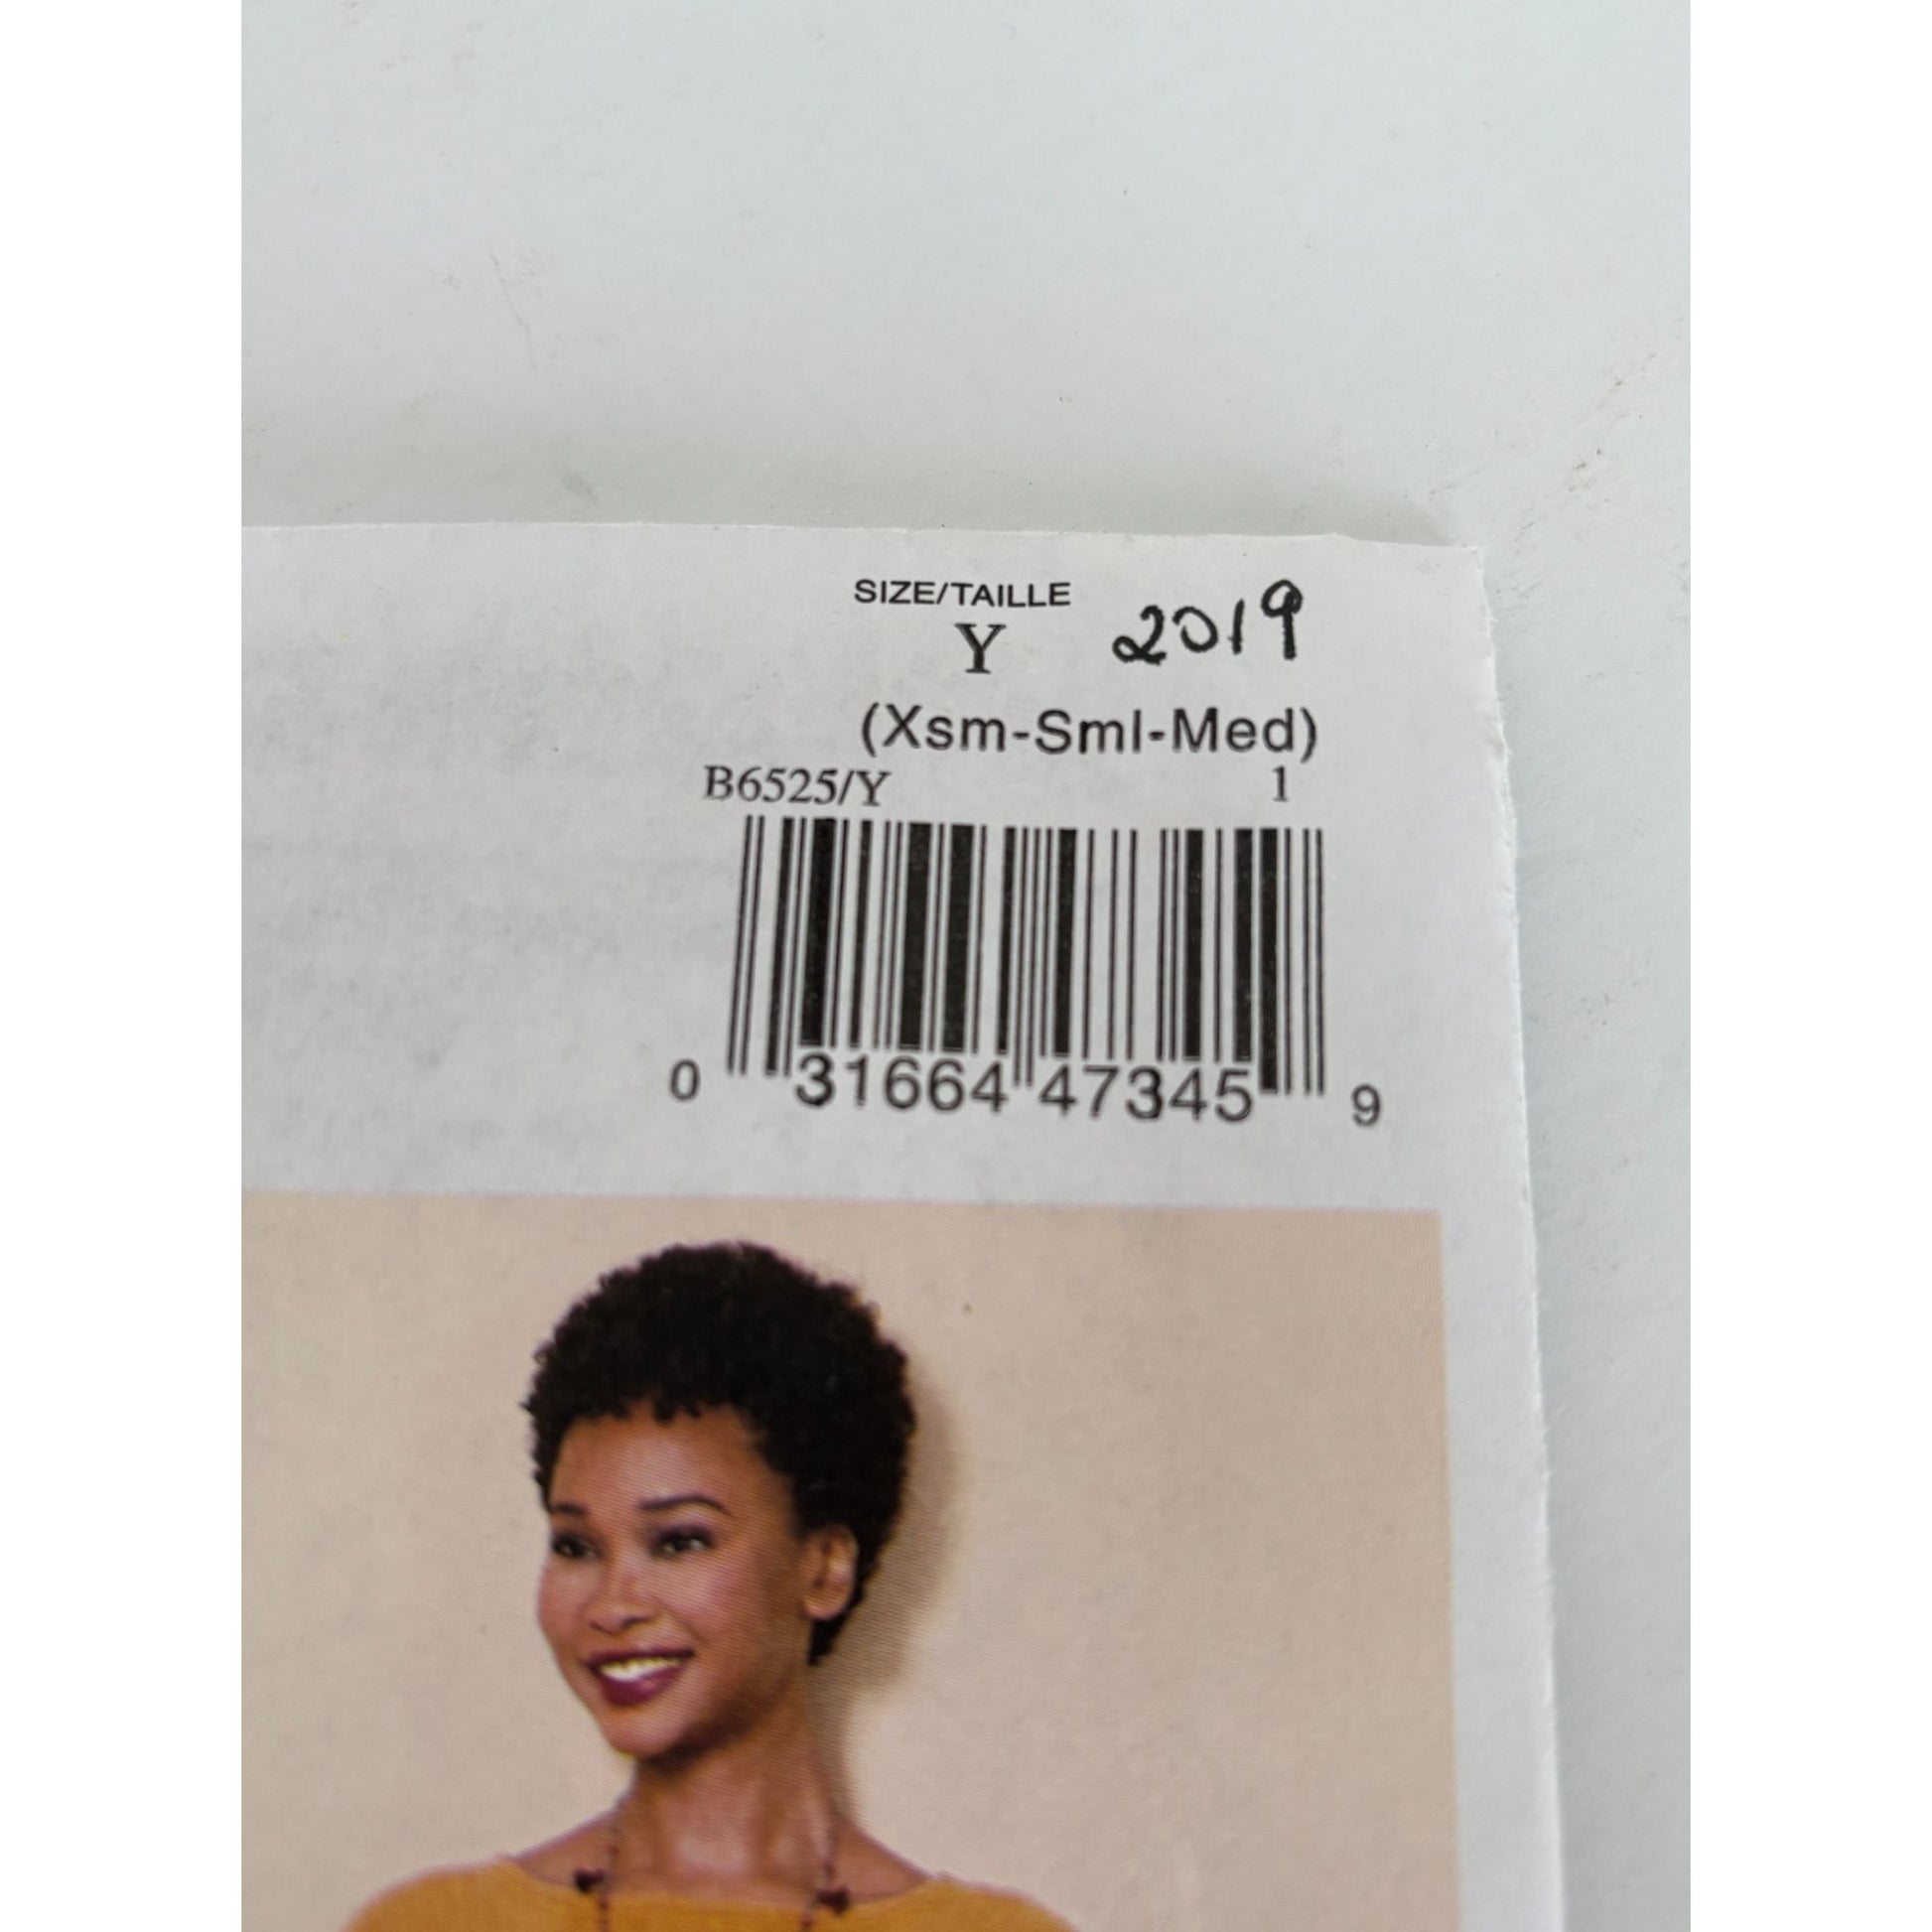 SIZE/TAILLE
Y 2019
(Xsm-Sml-Med)
B6525/Y 1
0 31664 47345 9